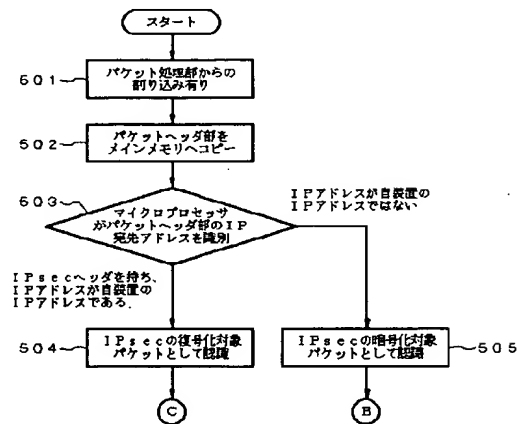 スタート
601
パケット処理部からの
割り込み有り
602
パケットヘッダ部を
メインメモリへコピー
603
マイクロプロセッサ
がパケットヘッダ部のIP
宛先アドレスを識別
IPアドレスが自装置の
IPアドレスではない
IPsecヘッダを持ち、
IPアドレスが自装置の
IPアドレスである.
604
IPsecの復号化対象
パケットとして認識
IPsecの暗号化対象
パケットとして認識
605
C
B